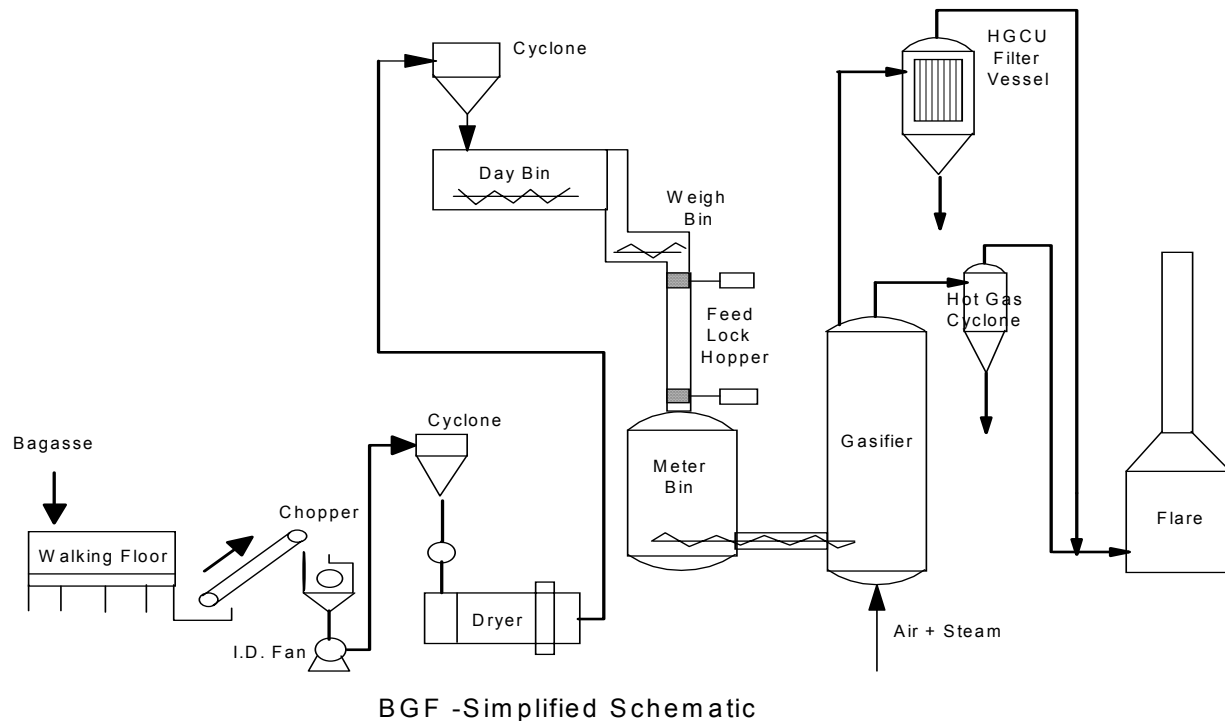 Cyclone
HGCU
Filter
Vessel
Day Bin
Weigh
Bin
Feed
Lock
Hopper
Hot Gas
Cyclone
Cyclone
Bagasse
Chopper
Meter
Bin
Gasifier
Walking Floor
Flare
Dryer
I.D. Fan
Air + Steam
BGF -Simplified Schematic